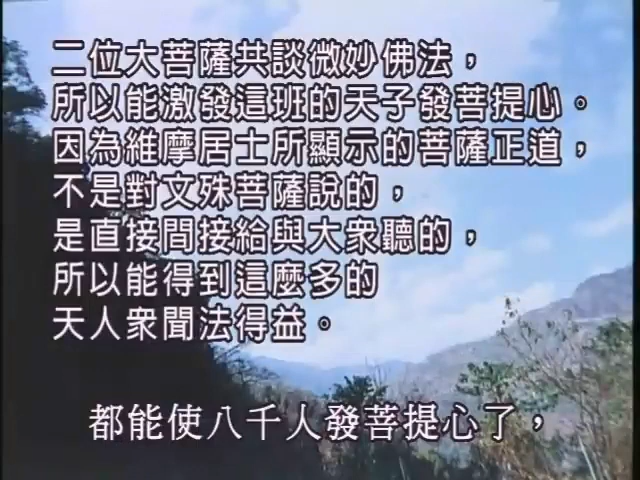 二位大菩薩共談微妙佛法，
所以能激發這班的天子發菩提心。
因為維摩居士所顯示的菩薩正道，
不是對文殊菩薩說的，
是直接間接給與大衆聽的，
所以能得到這麼多的
天人衆聞法得益。
都能使八千人發菩提心了，